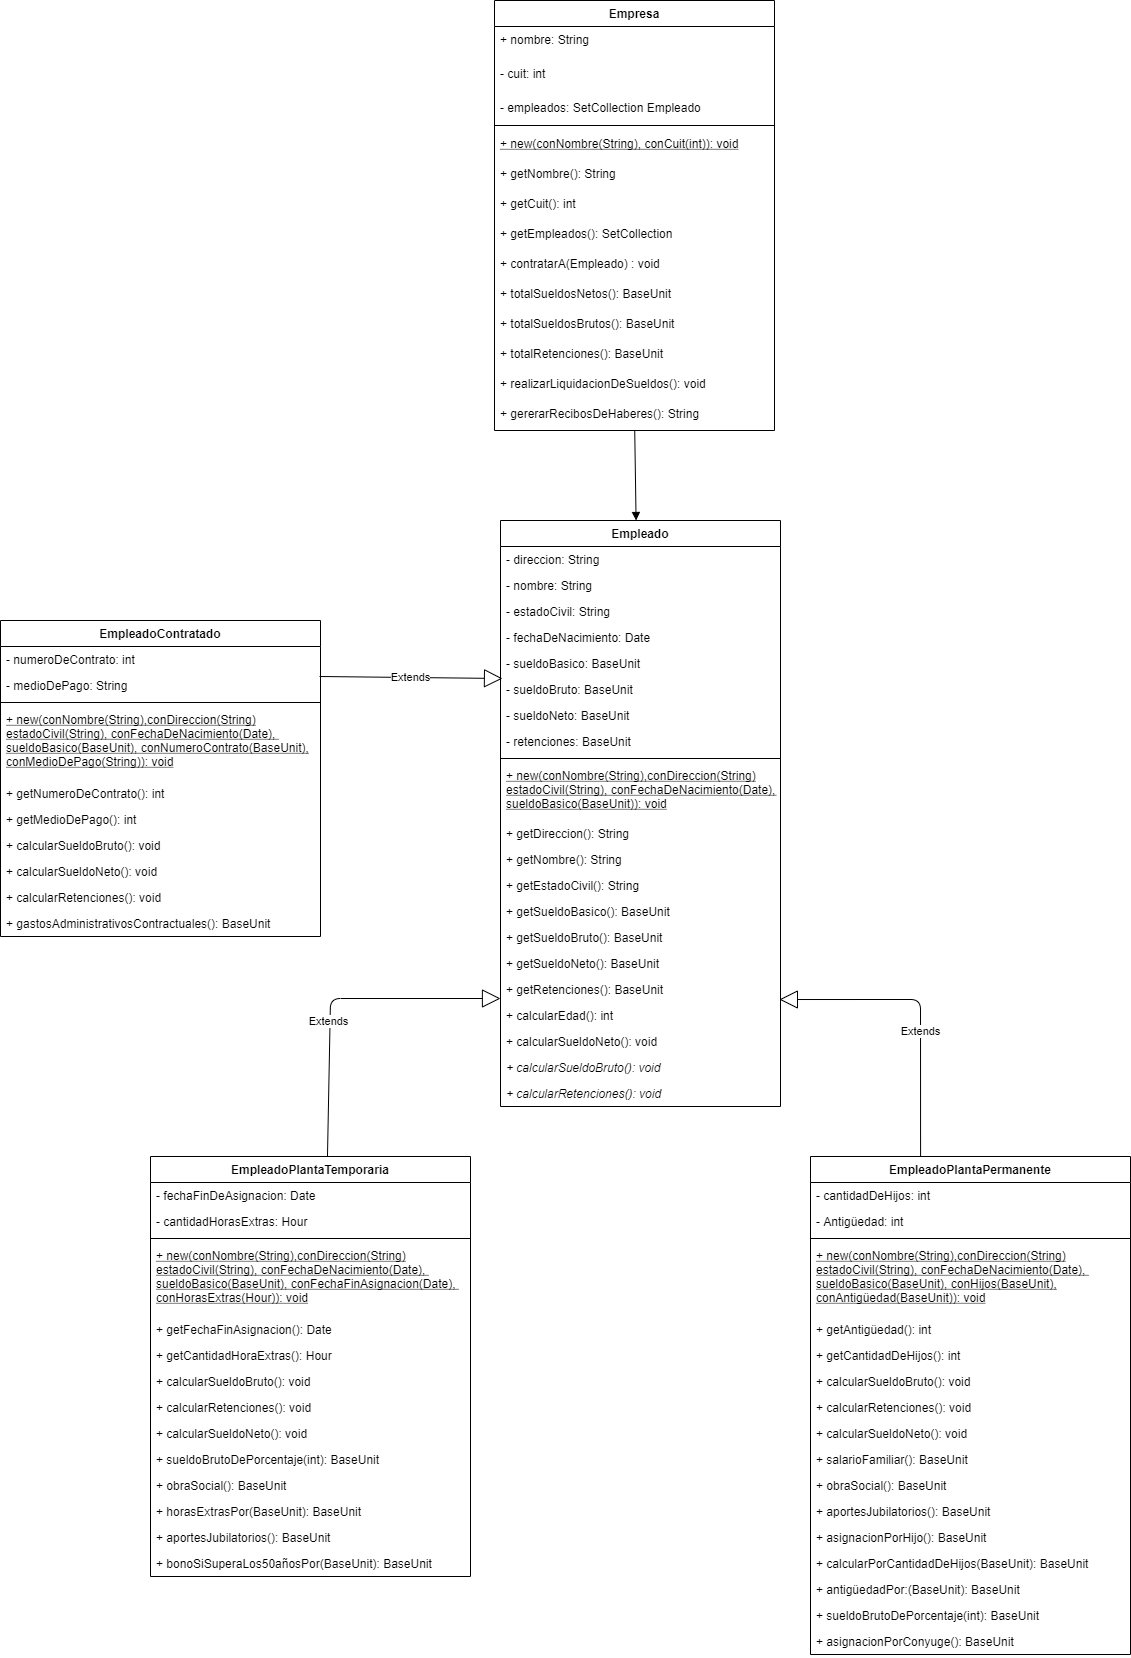 Empresa
+ nombre: String
- cuit: int
- empleados: SetCollection Empleado
+ new(conNombre(String), conCuit(int)): void
+ getNombre(): String
+ getCuit(): int
+ getEmpleados(): SetCollection
+ contratarA(Empleado) : void
+ totalSueldosNetos(): BaseUnit
+ totalSueldosBrutos(): BaseUnit
+ totalRetenciones(): BaseUnit
+ realizarLiquidacionDeSueldos(): void
+ gererarRecibosDeHaberes(): String
Empleado
- direccion: String
- nombre: String
- estadoCivil: String
- fechaDeNacimiento: Date
- sueldoBasico: BaseUnit
- sueldoBruto: BaseUnit
- sueldoNeto: BaseUnit
- retenciones: BaseUnit
+ new(conNombre(String),conDireccion(String)
estadoCivil(String), conFechaDeNacimiento(Date),
sueldoBasico(BaseUnit)): void
+ getDireccion(): String
+ getNombre(): String
+ getEstadoCivil(): String
+ getSueldoBasico(): BaseUnit
+ getSueldoBruto(): BaseUnit
+ getSueldoNeto(): BaseUnit
+ getRetenciones(): BaseUnit
+ calcularEdad(): int
+ calcularSueldoNeto(): void
+ calcularSueldoBruto(): void
+ calcularRetenciones(): void
EmpleadoContratado
- numeroDeContrato: int
- medioDePago: String
+ new(conNombre(String),conDireccion(String)
estadoCivil(String), conFechaDeNacimiento(Date),
sueldoBasico(BaseUnit), conNumeroContrato(BaseUnit),
conMedioDePago(String)): void
+ getNumeroDeContrato(): int
+ getMedioDePago(): int
+ calcularSueldoBruto(): void
+ calcularSueldoNeto(): void
+ calcularRetenciones(): void
+ gastosAdministrativosContractuales(): BaseUnit
Extends
Extends
Extends
EmpleadoPlantaTemporaria
- fechaFinDeAsignacion: Date
- cantidadHorasExtras: Hour
+ new(conNombre(String),conDireccion(String)
estadoCivil(String), conFechaDeNacimiento(Date),
sueldoBasico(BaseUnit), conFechaFinAsignacion(Date),
conHorasExtras(Hour)): void
+ getFechaFinAsignacion(): Date
+ getCantidadHoraExtras(): Hour
+ calcularSueldoBruto(): void
+ calcularRetenciones(): void
+ calcularSueldoNeto(): void
+ sueldoBrutoDePorcentaje(int): BaseUnit
+ obraSocial(): BaseUnit
+ horasExtrasPor(BaseUnit): BaseUnit
+ aportesJubilatorios(): BaseUnit
+ bonoSiSuperaLos50añosPor(BaseUnit): BaseUnit
EmpleadoPlantaPermanente
- cantidadDeHijos: int
- Antigüedad: int
+ new(conNombre(String),conDireccion(String)
estadoCivil(String), conFechaDeNacimiento(Date),
sueldoBasico(BaseUnit), conHijos(BaseUnit),
conAntigüedad(BaseUnit)): void
+ getAntigüedad(): int
+ getCantidadDeHijos(): int
+ calcularSueldoBruto(): void
+ calcularRetenciones(): void
+ calcularSueldoNeto(): void
+ salarioFamiliar(): BaseUnit
+ obraSocial(): BaseUnit
+ aportesJubilatorios(): BaseUnit
+ asignacionPorHijo(): BaseUnit
+ calcularPorCantidadDeHijos(BaseUnit): BaseUnit
+ antigüedadPor:(BaseUnit): BaseUnit
+ sueldoBrutoDePorcentaje(int): BaseUnit
+ asignacionPorConyuge(): BaseUnit